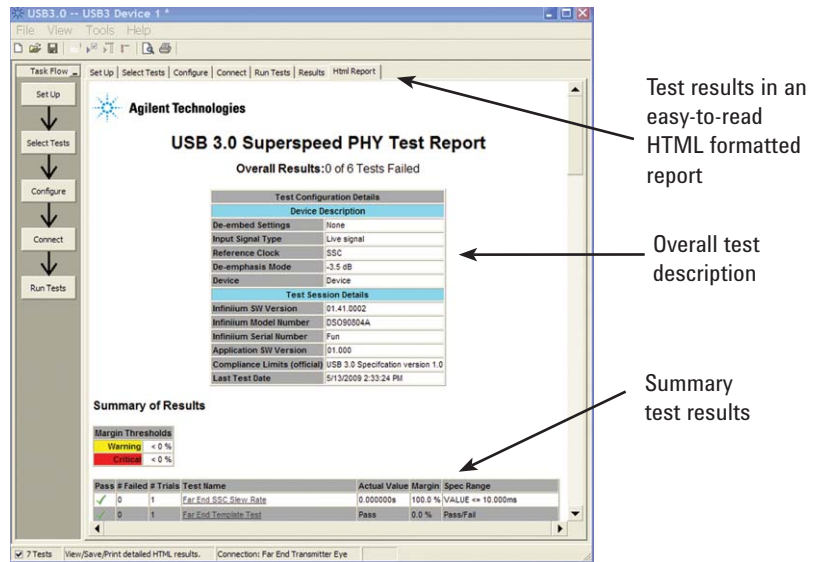 USB3.0 -- USB3 Device 1 *
File View Tools Help
Task Flow
Set Up
Select Tests
Configure
Connect
Run Tests
Set Up | Select Tests | Configure | Connect | Run Tests | Results | Html Report
Agilent Technologies
USB 3.0 Superspeed PHY Test Report
Overall Results:0 of 6 Tests Failed
Test Configuration Details
Device Description
De-embed Settings None
Input Signal Type Live signal
Reference Clock SSC
De-emphasis Mode -3.5 dB
Device Device
Test Session Details
Infiniium SW Version 01.41.0002
Infiniium Model Number DSO90804A
Infiniium Serial Number Fun
Application SW Version 01.000
Compliance Limits (official) USB 3.0 Specifcation version 1.0
Last Test Date 5/13/2009 2:33:24 PM
Summary of Results
Margin Thresholds
Warning < 0 %
Critical < 0 %
Pass # Failed # Trials Test Name Actual Value Margin Spec Range
0 1 Far End SSC Slew Rate 0.000000s 100.0 % VALUE <= 10.000ms
0 1 Far End Template Test Pass 0.0 % Pass/Fail
7 Tests View/Save/Print detailed HTML results. Connection: Far End Transmitter Eye
Test results in an
easy-to-read
HTML formatted
report
Overall test
description
Summary
test results